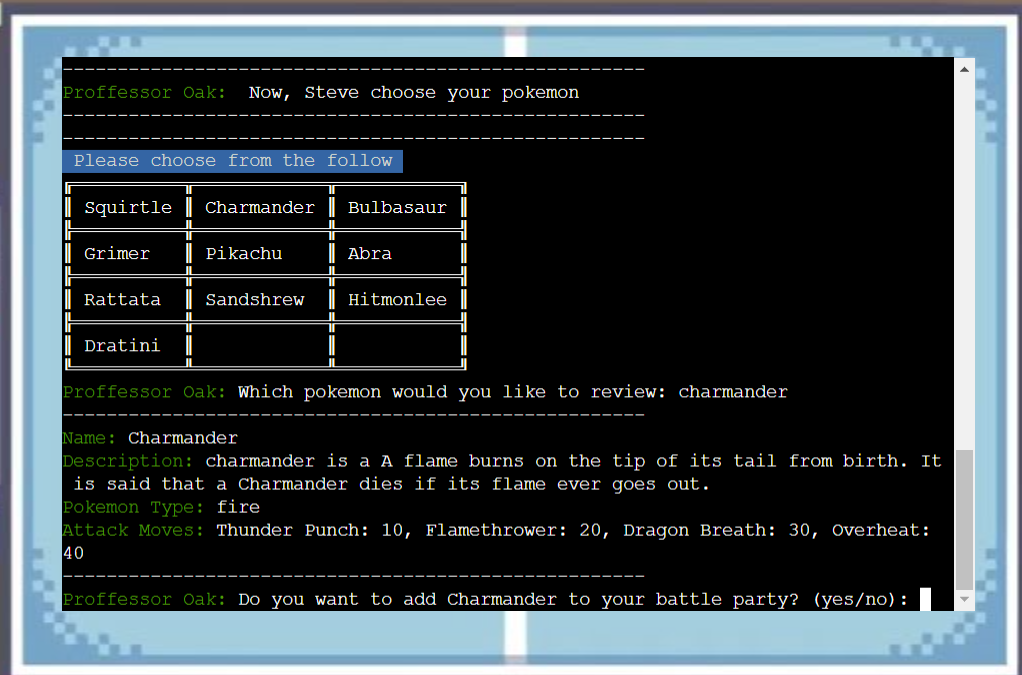 -----------------------------------------------------
Proffessor Oak:  Now, Steve choose your pokemon
-----------------------------------------------------
-----------------------------------------------------
Please choose from the follow
Squirtle Charmander Bulbasaur
Grimer Pikachu Abra
Rattata Sandshrew Hitmonlee
Dratini
Proffessor Oak: Which pokemon would you like to review: charmander
-----------------------------------------------------
Name: Charmander
Description: charmander is a A flame burns on the tip of its tail from birth. It
is said that a Charmander dies if its flame ever goes out.
Pokemon Type: fire
Attack Moves: Thunder Punch: 10, Flamethrower: 20, Dragon Breath: 30, Overheat:
40
-----------------------------------------------------
Proffessor Oak: Do you want to add Charmander to your battle party? (yes/no):